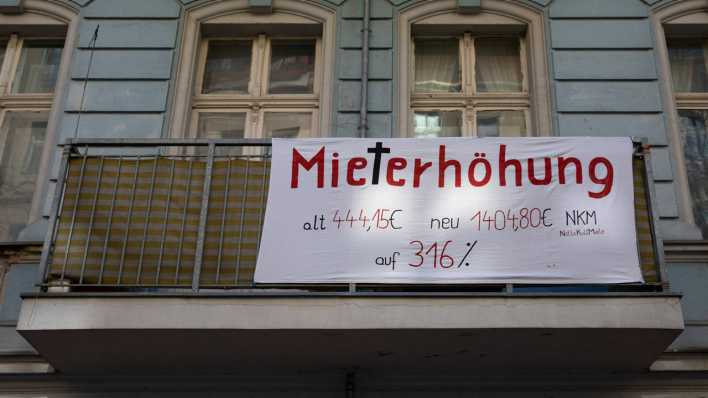 Mieterhöhung
alt 444,15€ neu 1404,80€ NKM
NettoKaltMiete
auf 316%